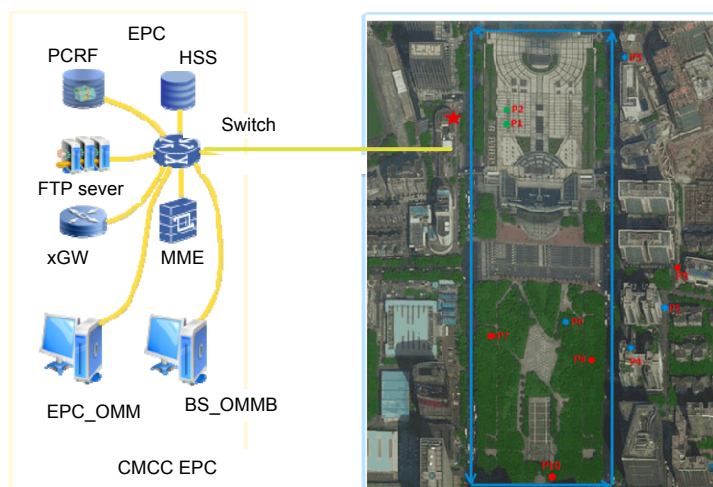 EPC
PCRF
HSS
Switch
FTP sever
xGW
MME
EPC_OMM
BS_OMMB
CMCC EPC
P3
P2
P1
P5
P6
P7
P4
P8
P10